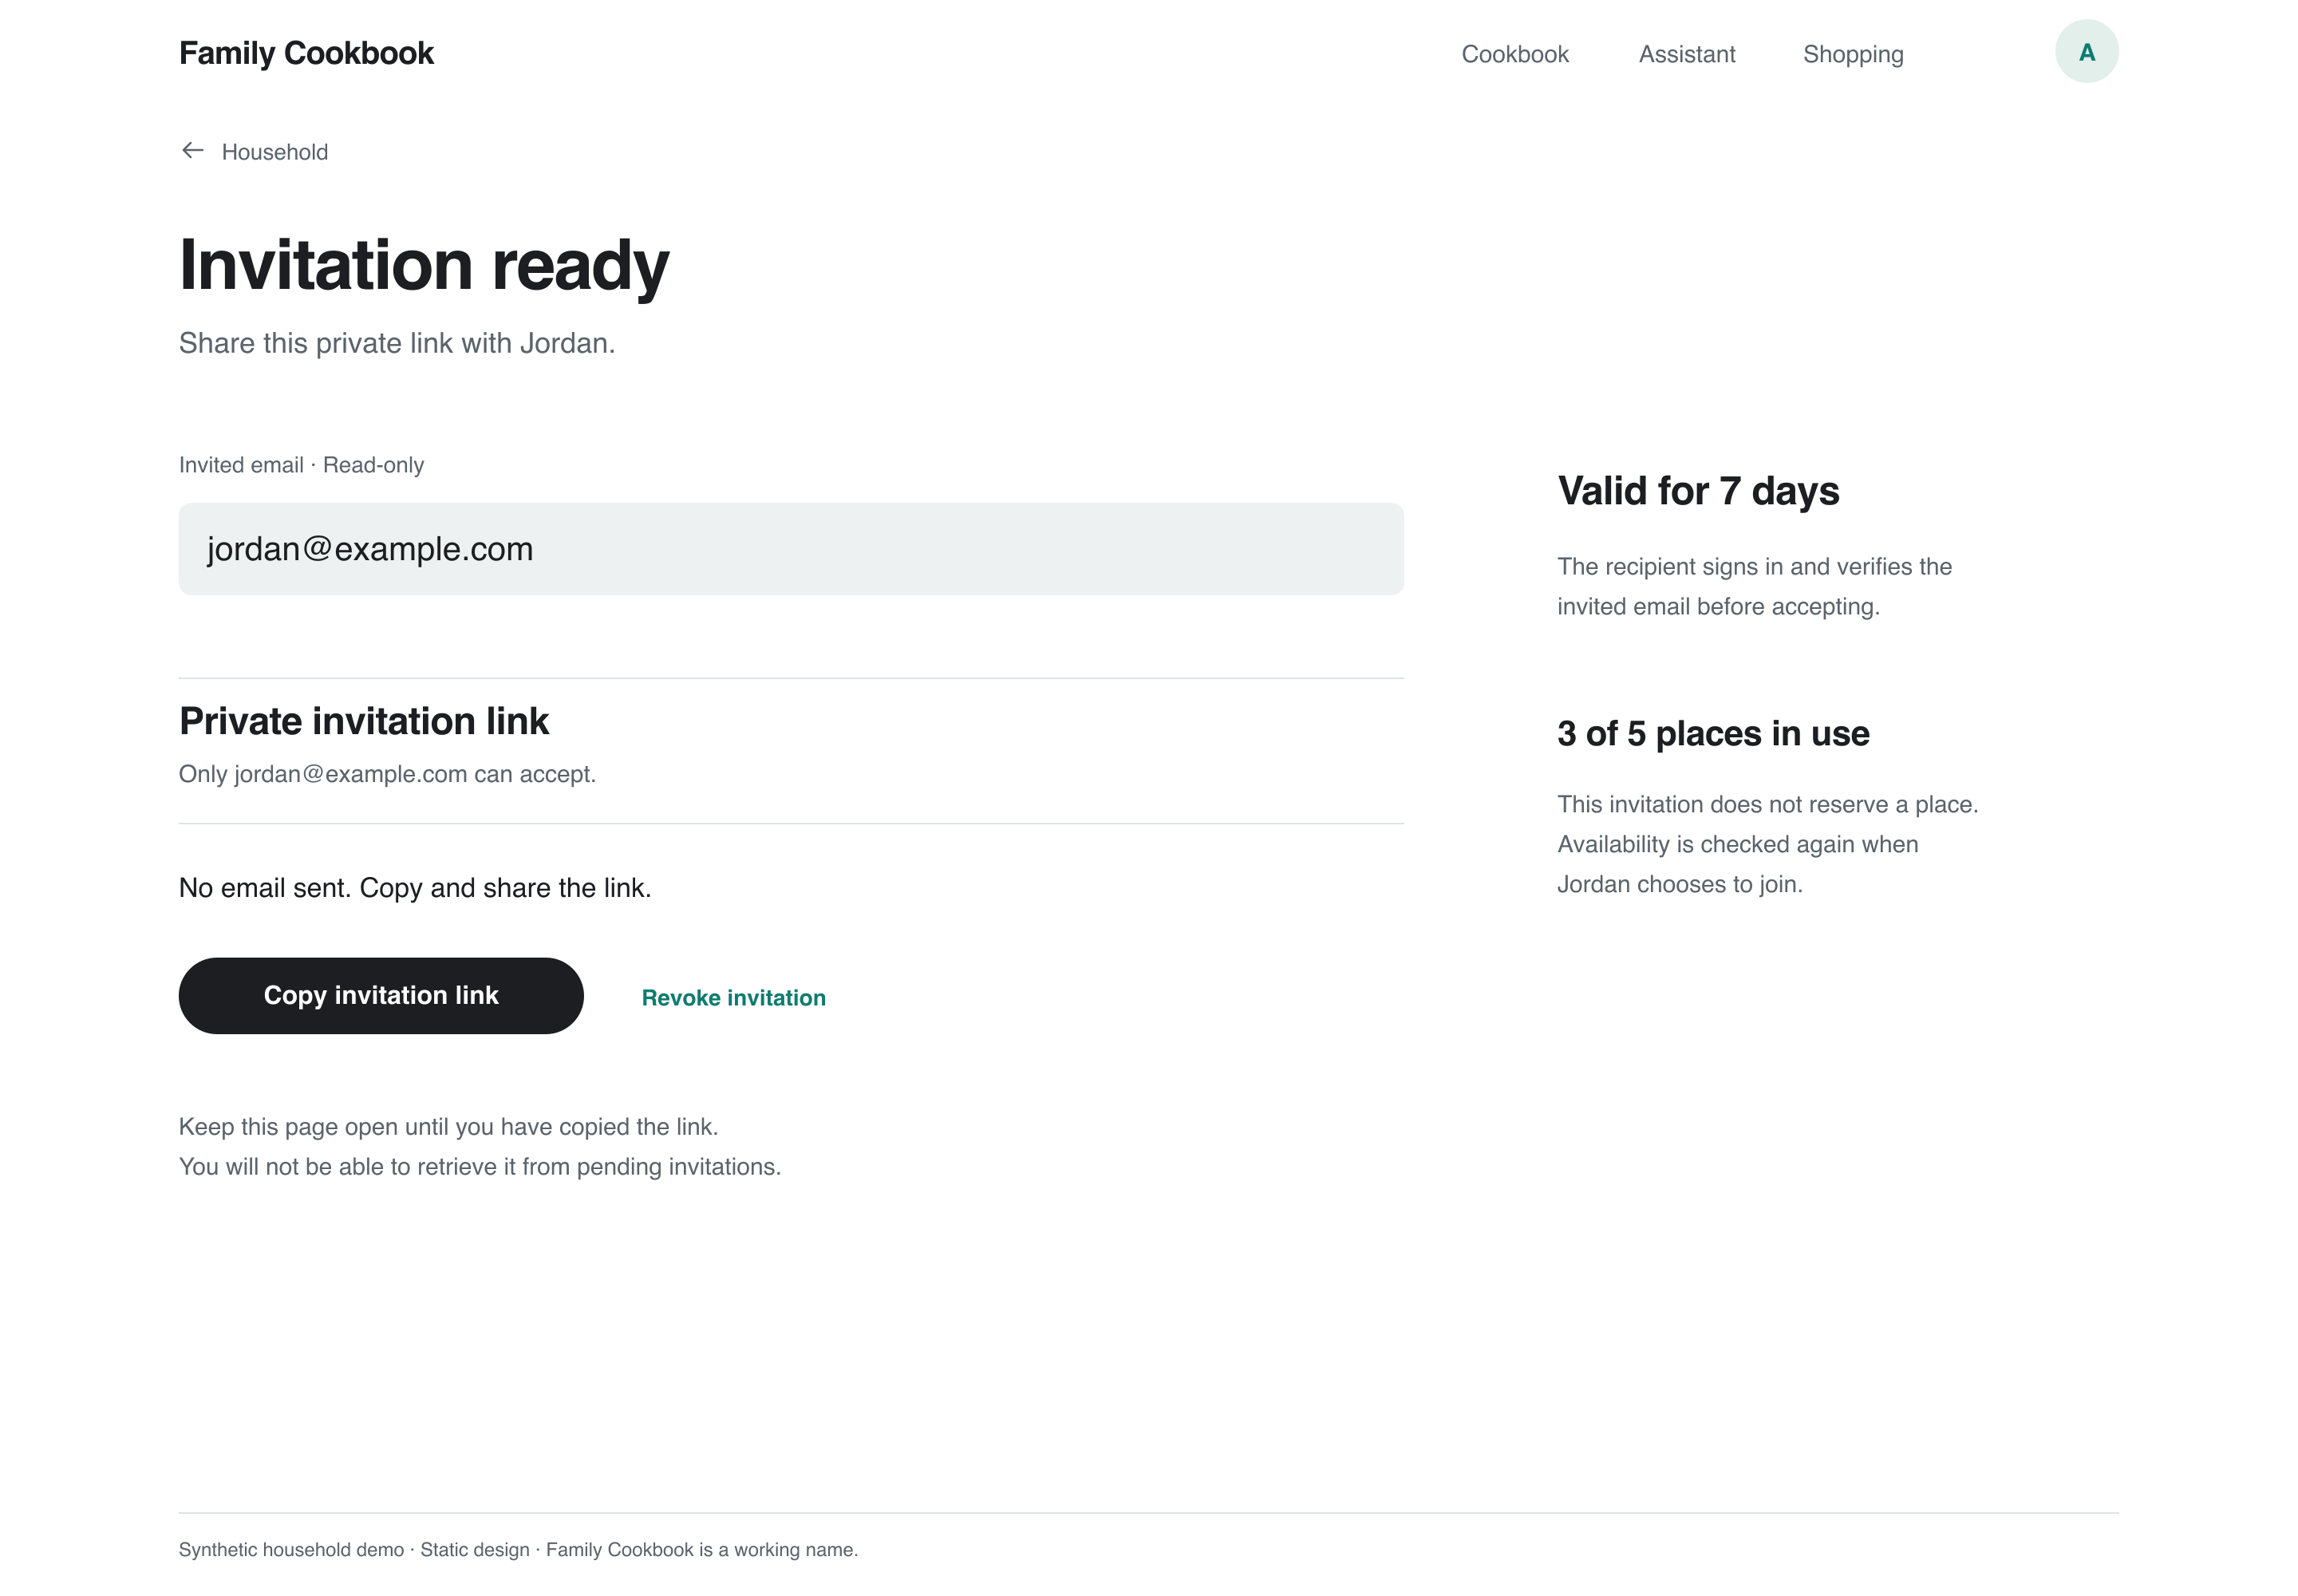 Family Cookbook
Cookbook
Assistant
Shopping
A
Household
Invitation ready
Share this private link with Jordan.
Invited email · Read-only
jordan@example.com
Private invitation link
Only jordan@example.com can accept.
No email sent. Copy and share the link.
Copy invitation link
Revoke invitation
Keep this page open until you have copied the link.
You will not be able to retrieve it from pending invitations.
Valid for 7 days
The recipient signs in and verifies the
invited email before accepting.
3 of 5 places in use
This invitation does not reserve a place.
Availability is checked again when
Jordan chooses to join.
Synthetic household demo · Static design · Family Cookbook is a working name.